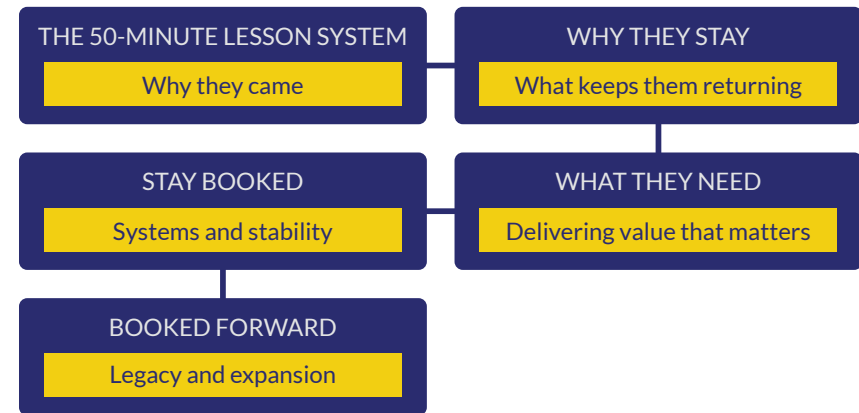 THE 50-MINUTE LESSON SYSTEM
Why they came
WHY THEY STAY
What keeps them returning
WHAT THEY NEED
Delivering value that matters
STAY BOOKED
Systems and stability
BOOKED FORWARD
Legacy and expansion